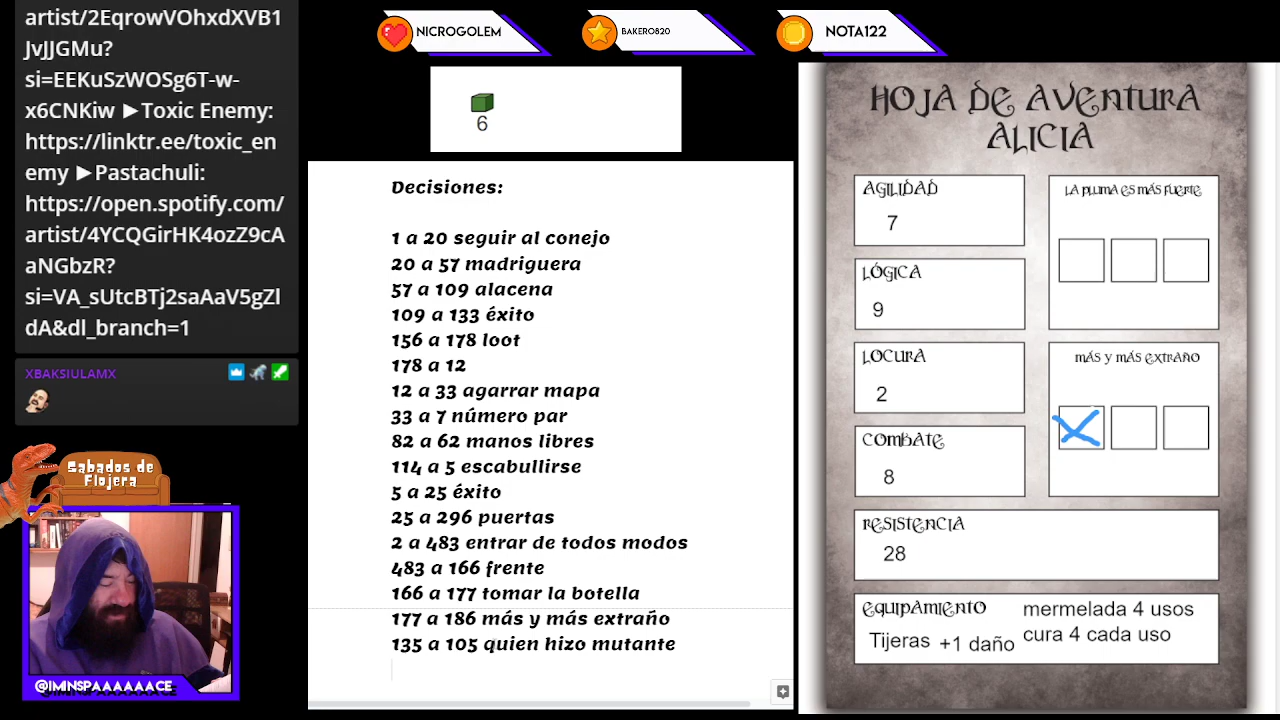 artist/2EqrowVOhxdXVB1
JvJJGMu?
si=EEKuSzWOSg6T-w-
x6CNKiw ►Toxic Enemy:
https://linktr.ee/toxic_en
emy ►Pastachuli:
https://open.spotify.com/
artist/4YCQGirHK4ozZ9cA
aNGbzR?
si=VA_sUtcBTj2saAaV5gZl
dA&dl_branch=1
XBAKSIULAMX
Sabados de
Flojera
@IMINSPAAAAAACE
NICROGOLEM
BAKERO820
NOTA122
6
Decisiones:
1 a 20 seguir al conejo
20 a 57 madriguera
57 a 109 alacena
109 a 133 éxito
156 a 178 loot
178 a 12
12 a 33 agarrar mapa
33 a 7 número par
82 a 62 manos libres
114 a 5 escabullirse
5 a 25 éxito
25 a 296 puertas
2 a 483 entrar de todos modos
483 a 166 frente
166 a 177 tomar la botella
177 a 186 más y más extraño
135 a 105 quien hizo mutante
HOJA DE AVENTURA
ALICIA
AGILIDAD
7
LÓGICA
9
LOCURA
2
COMBATE
8
LA PLUMA ES MÁS FUERTE
MÁS Y MÁS EXTRAÑO
RESISTENCIA
28
EQUIPAMIENTO
Tijeras +1 daño
mermelada 4 usos
cura 4 cada uso